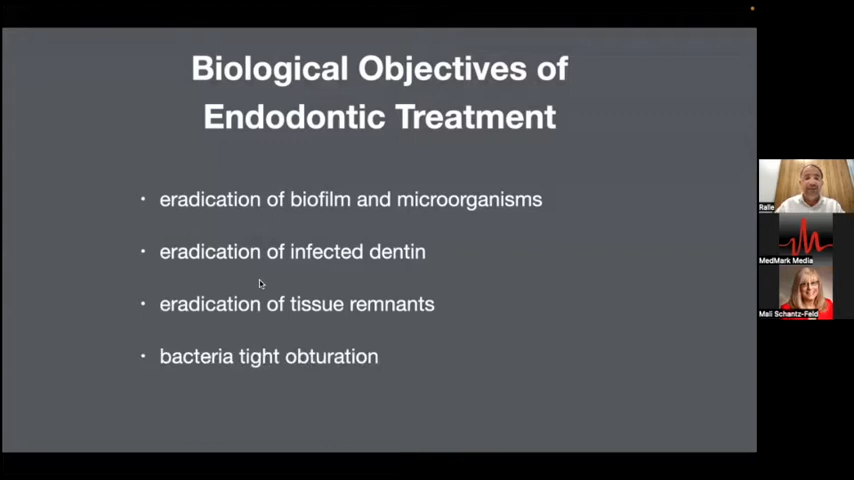 Biological Objectives of
Endodontic Treatment
· eradication of biofilm and microorganisms
· eradication of infected dentin
· eradication of tissue remnants
· bacteria tight obturation
Ralle
MedMark Media
Mali Schantz-Feld